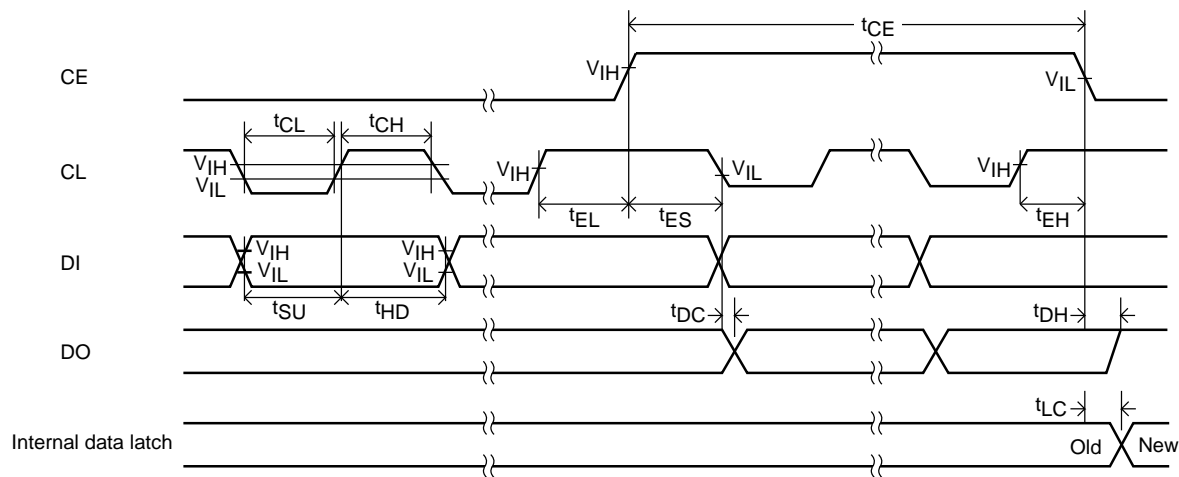 tCE
CE
VIH
VIL
tCL
tCH
CL
VIH
VIL
VIH
VIL
VIH
tEL
tES
tEH
DI
VIH
VIL
VIH
VIL
tSU
tHD
tDC
tDH
DO
tLC
Internal data latch
Old
New